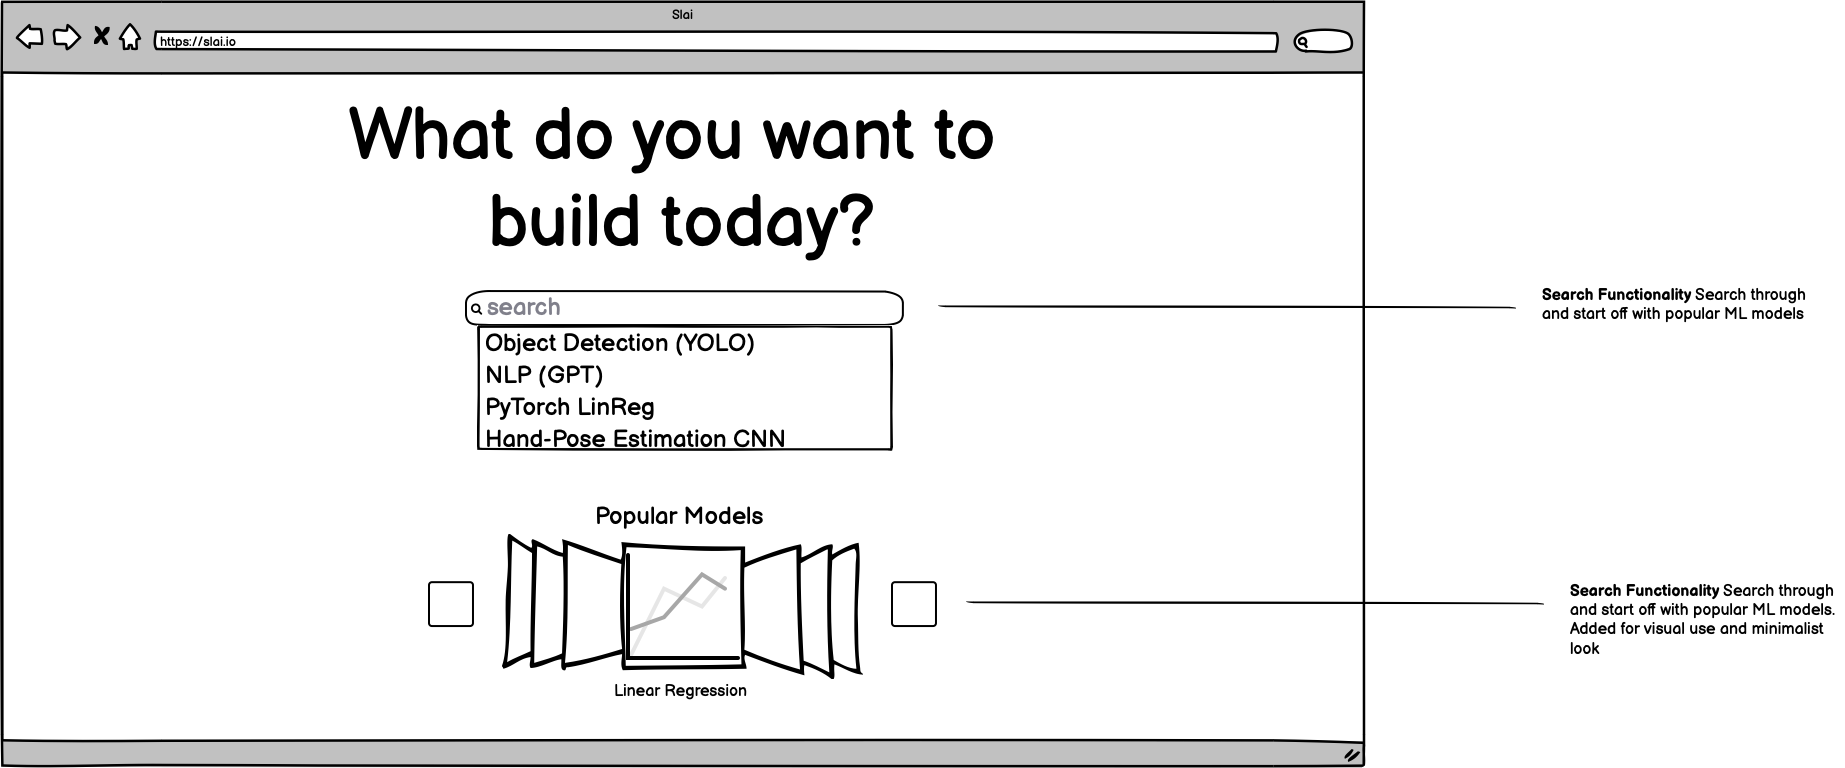 Slai
https://slai.io
What do you want to
build today?
search
Object Detection (YOLO)
NLP (GPT)
PyTorch LinReg
Hand-Pose Estimation CNN
Search Functionality Search through
and start off with popular ML models
Popular Models
Linear Regression
Search Functionality Search through
and start off with popular ML models.
Added for visual use and minimalist
look